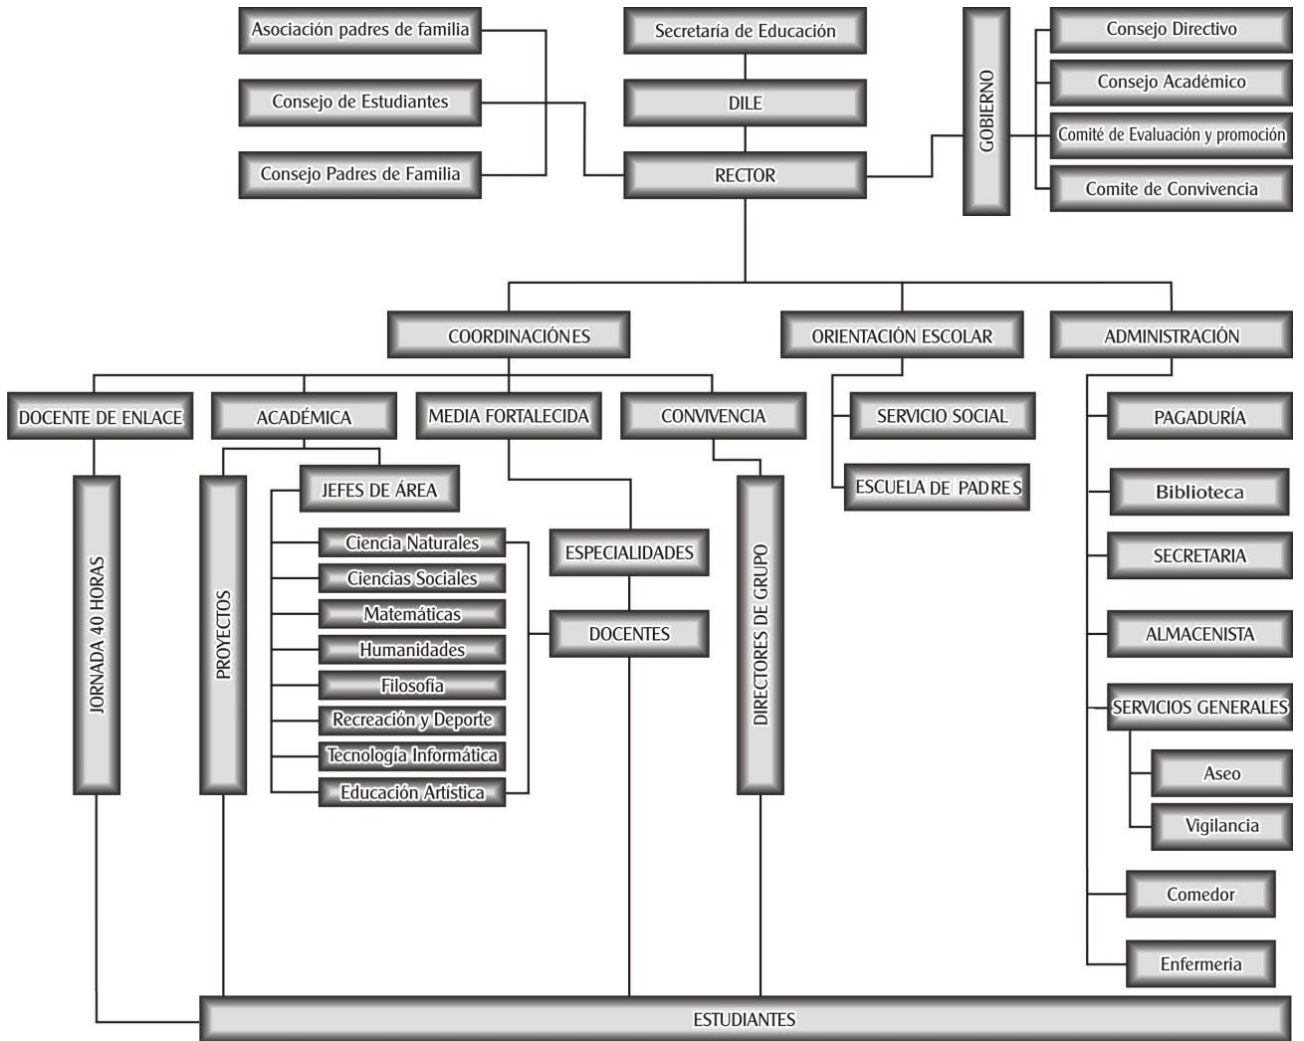 Asociación padres de familia
Secretaría de Educación
Consejo Directivo
Consejo de Estudiantes
DILE
GOBIERNO
Consejo Académico
Comité de Evaluación y promoción
Consejo Padres de Familia
RECTOR
Comite de Convivencia
COORDINACIÓNES
ORIENTACIÓN ESCOLAR
ADMINISTRACIÓN
DOCENTE DE ENLACE
ACADÉMICA
MEDIA FORTALECIDA
CONVIVENCIA
SERVICIO SOCIAL
PAGADURÍA
JEFES DE ÁREA
ESCUELA DE PADRES
Biblioteca
JORNADA 40 HORAS
PROYECTOS
Ciencia Naturales
Ciencias Sociales
Matemáticas
Humanidades
Filosofía
Recreación y Deporte
Tecnología Informática
Educación Artística
ESPECIALIDADES
DOCENTES
DIRECTORES DE GRUPO
SECRETARIA
ALMACENISTA
SERVICIOS GENERALES
Aseo
Vigilancia
Comedor
Enfermeria
ESTUDIANTES